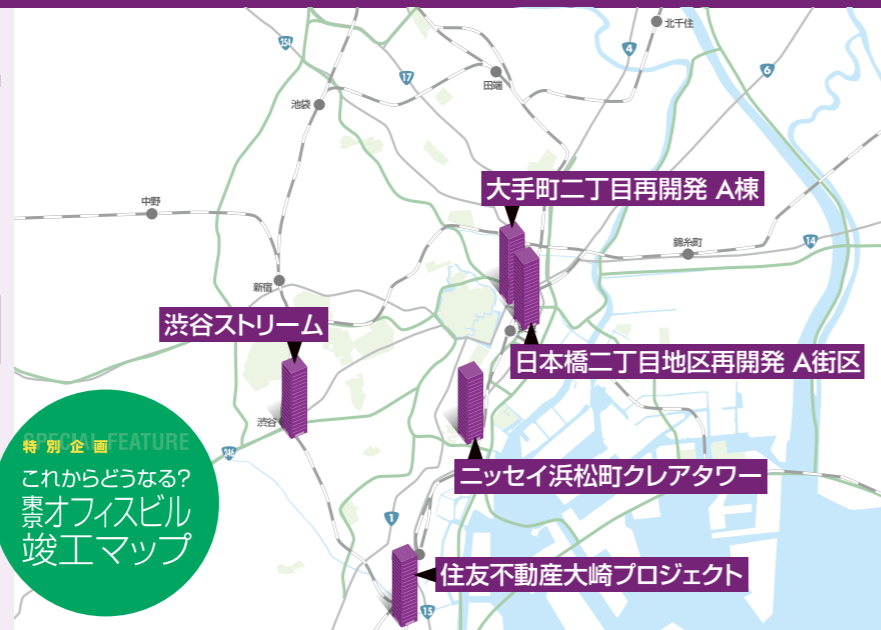 北千住
254
4
17
6
田端
池袋
大手町二丁目再開発 A棟
中野
錦糸町
14
新宿
渋谷ストリーム
日本橋二丁目地区再開発 A街区
渋谷
SPECIAL FEATURE
特別企画
246
これからどうなる?
ニッセイ浜松町クレアタワー
東京オフィスビル
竣工マップ
1
住友不動産大崎プロジェクト
15